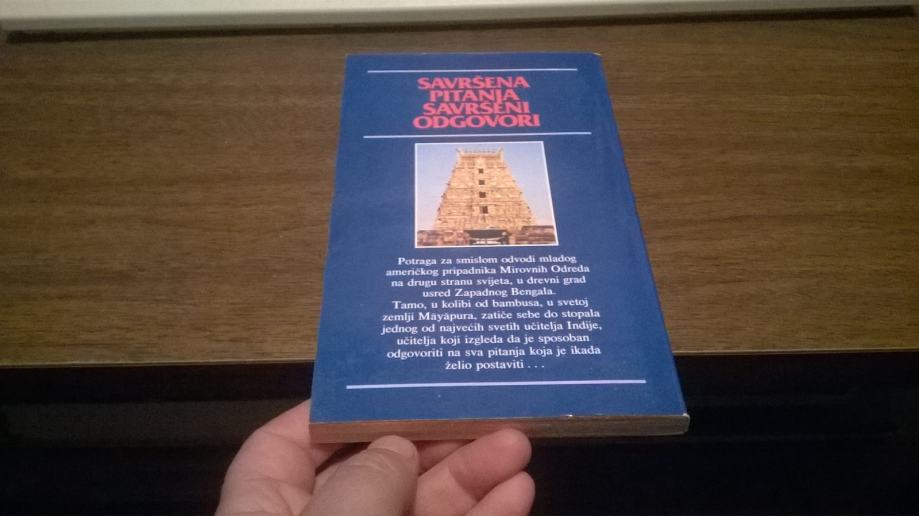 SAVRŠENA
PITANJA
SAVRŠENI
ODGOVORI
Potraga za smislom odvodi mladog
američkog pripadnika Mirovnih Odreda
na drugu stranu svijeta, u drevni grad
usred Zapadnog Bengala.
Tamo, u kolibi od bambusa, u svetoj
zemlji Māyāpura, zatiče sebe do stopala
jednog od najvećih svetih učitelja Indije,
učitelja koji izgleda da je sposoban
odgovoriti na sva pitanja koja je ikada
želio postaviti . . .